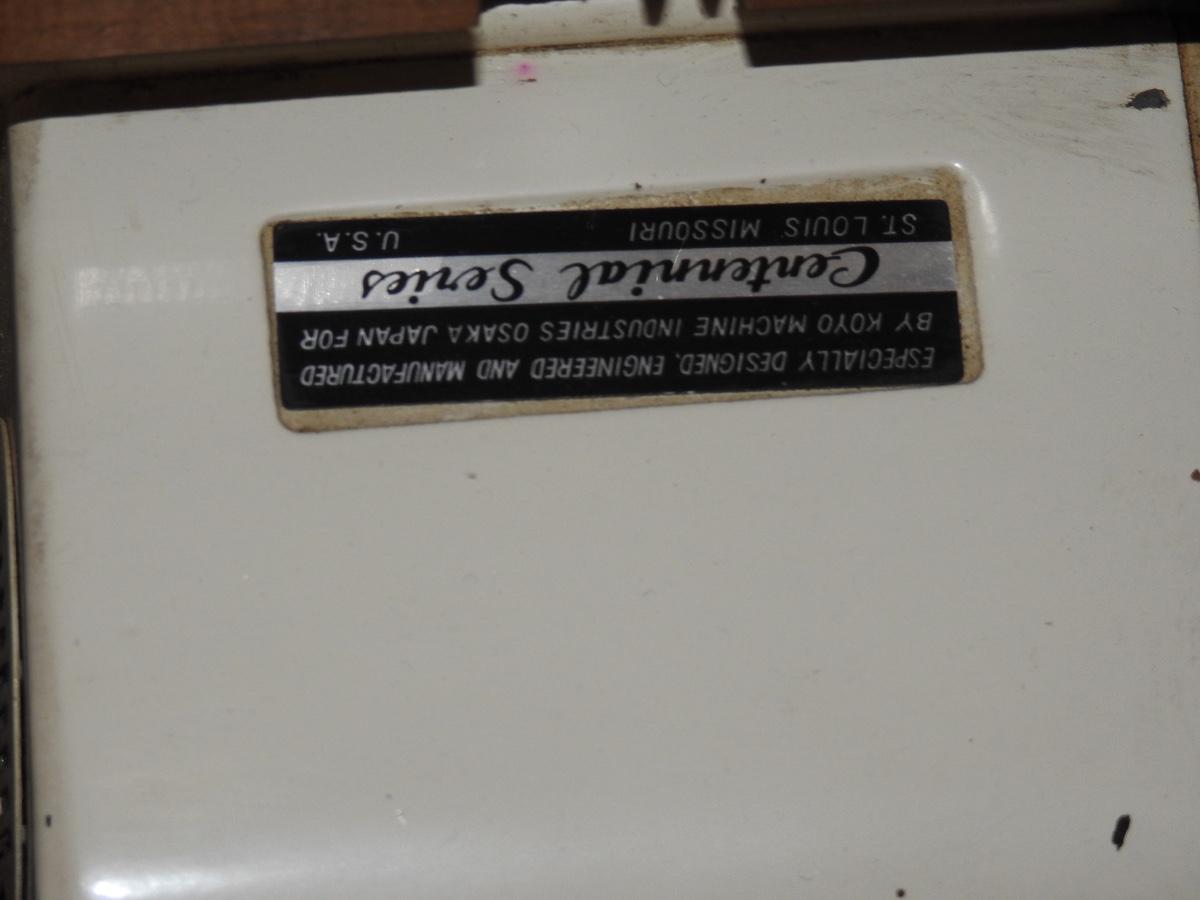 ESPECIALLY DESIGNED, ENGINEERED AND MANUFACTURED
BY KOYO MACHINE INDUSTRIES OSAKA JAPAN FOR
Centennial Series
ST. LOUIS MISSOURI U.S.A.